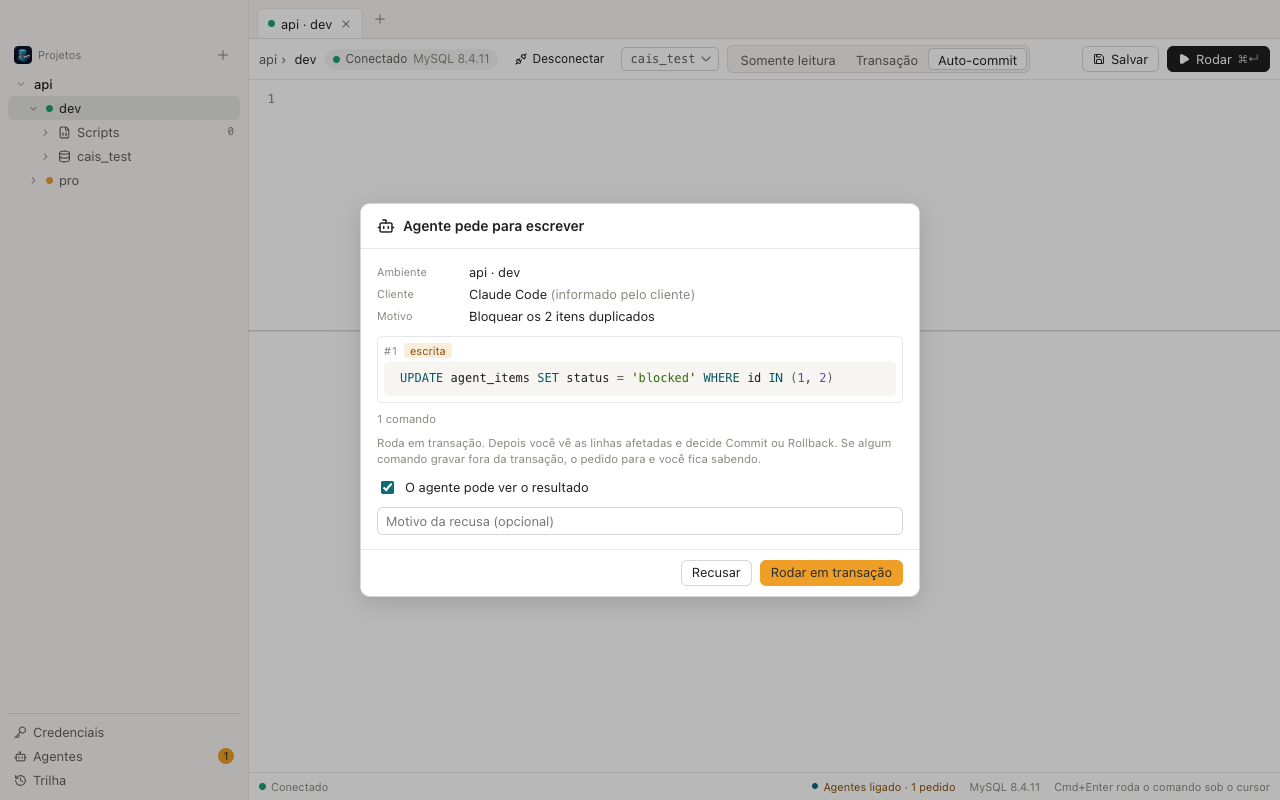 api · dev
Projetos
api › dev Conectado MySQL 8.4.11 Desconectar cais_test Somente leitura Transação Auto-commit Salvar Rodar ⌘↵
api
dev
Scripts 0
cais_test
pro
1
Agente pede para escrever
Ambiente api · dev
Cliente Claude Code (informado pelo cliente)
Motivo Bloquear os 2 itens duplicados
#1 escrita
UPDATE agent_items SET status = 'blocked' WHERE id IN (1, 2)
1 comando
Roda em transação. Depois você vê as linhas afetadas e decide Commit ou Rollback. Se algum
comando gravar fora da transação, o pedido para e você fica sabendo.
O agente pode ver o resultado
Motivo da recusa (opcional)
Recusar Rodar em transação
Credenciais
Agentes 1
Trilha
Conectado Agentes ligado · 1 pedido MySQL 8.4.11 Cmd+Enter roda o comando sob o cursor